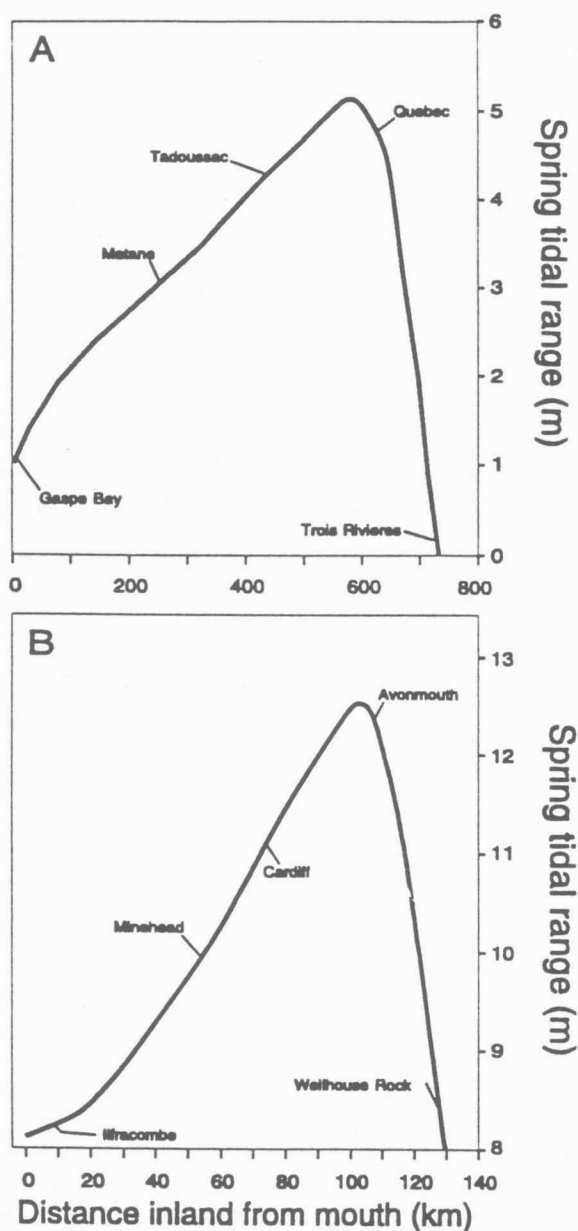 A
6
5
4
3
2
1
0
Spring tidal range (m)
Quebec
Tadoussac
Matane
Gaspe Bay
Trois Rivieres
0 200 400 600 800
B
13
12
11
10
9
8
Spring tidal range (m)
Avonmouth
Cardiff
Minehead
Wellhouse Rock
Ilfracombe
0 20 40 60 80 100 120 140
Distance inland from mouth (km)